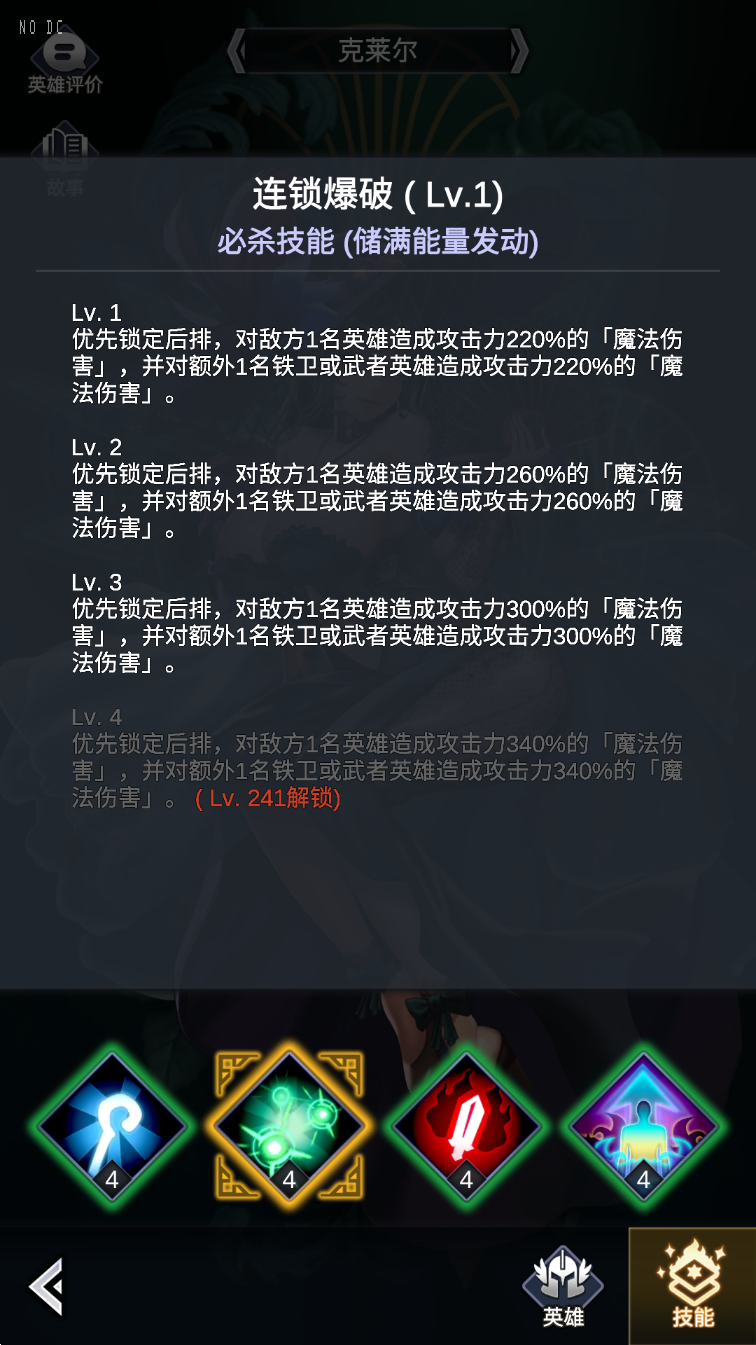 NO DC
克莱尔
英雄评价
故事
连锁爆破 ( Lv.1)
必杀技能 (储满能量发动)
Lv. 1
优先锁定后排，对敌方1名英雄造成攻击力220%的「魔法伤
害」，并对额外1名铁卫或武者英雄造成攻击力220%的「魔
法伤害」。
Lv. 2
优先锁定后排，对敌方1名英雄造成攻击力260%的「魔法伤
害」，并对额外1名铁卫或武者英雄造成攻击力260%的「魔
法伤害」。
Lv. 3
优先锁定后排，对敌方1名英雄造成攻击力300%的「魔法伤
害」，并对额外1名铁卫或武者英雄造成攻击力300%的「魔
法伤害」。
Lv. 4
优先锁定后排，对敌方1名英雄造成攻击力340%的「魔法伤
害」，并对额外1名铁卫或武者英雄造成攻击力340%的「魔
法伤害」。 ( Lv. 241解锁)
4 4 4 4
英雄 技能